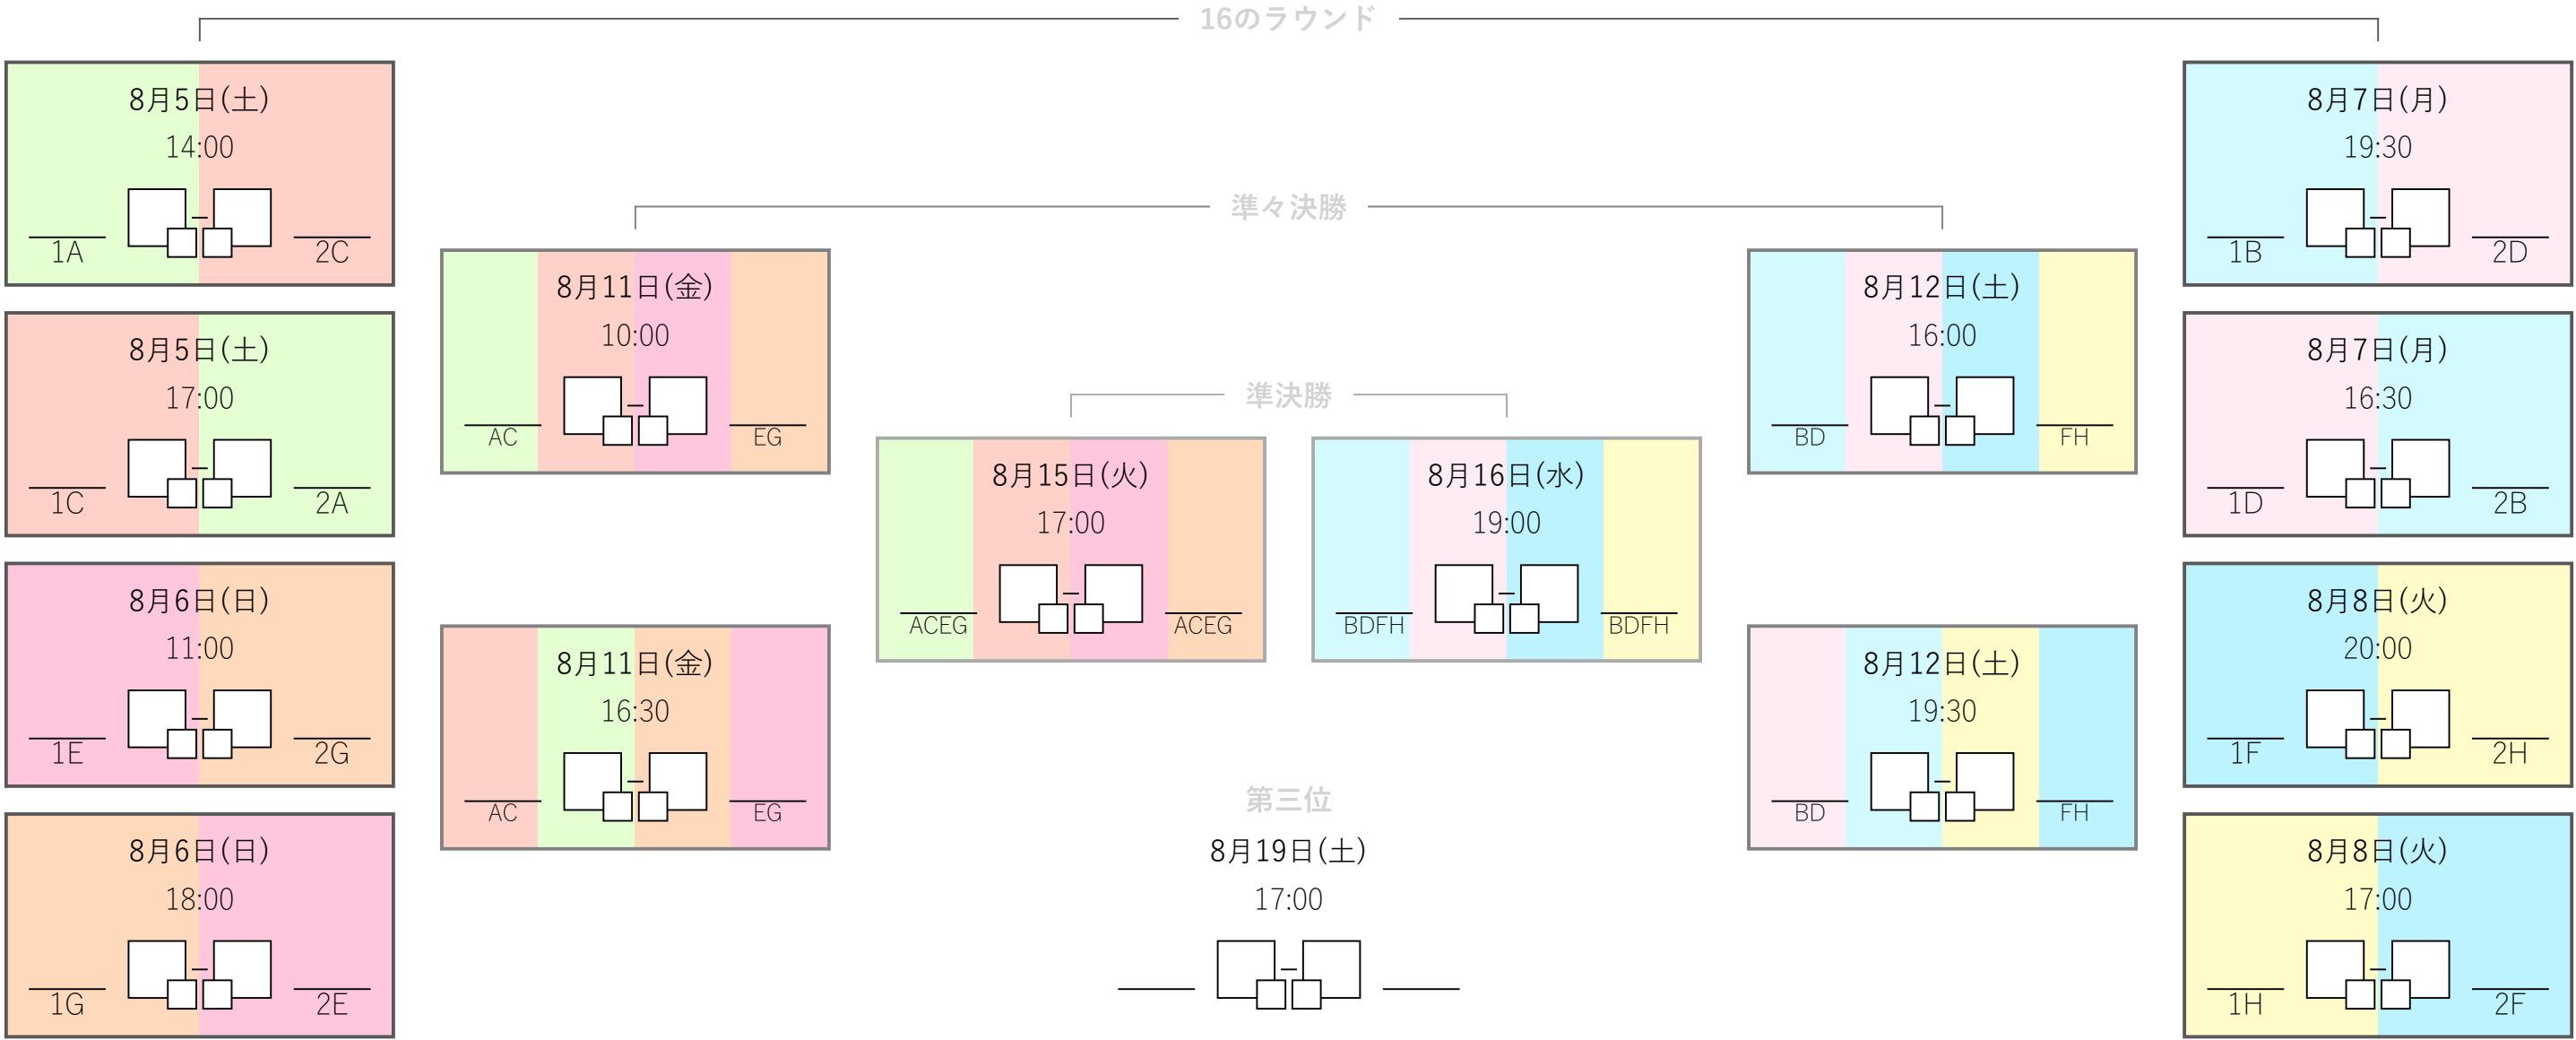 16のラウンド
8月5日(土)
14:00
–
1A
2C
8月5日(土)
17:00
–
1C
2A
8月6日(日)
11:00
–
1E
2G
8月6日(日)
18:00
–
1G
2E
準々決勝
8月11日(金)
10:00
–
AC
EG
8月11日(金)
16:30
–
AC
EG
準決勝
8月15日(火)
17:00
–
ACEG
ACEG
8月16日(水)
19:00
–
BDFH
BDFH
第三位
8月19日(土)
17:00
–
8月12日(土)
16:00
–
BD
FH
8月12日(土)
19:30
–
BD
FH
8月7日(月)
19:30
–
1B
2D
8月7日(月)
16:30
–
1D
2B
8月8日(火)
20:00
–
1F
2H
8月8日(火)
17:00
–
1H
2F